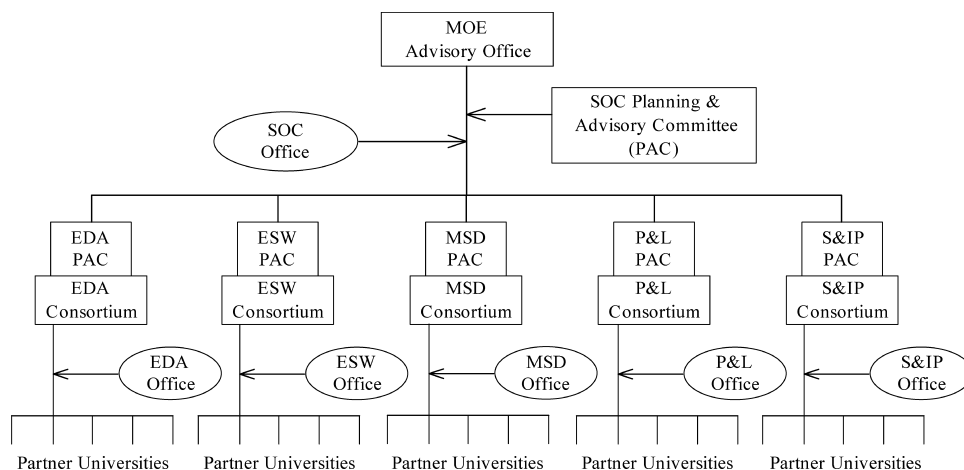 MOE
Advisory Office
SOC Planning &
Advisory Committee
(PAC)
SOC
Office
EDA
PAC
ESW
PAC
MSD
PAC
P&L
PAC
S&IP
PAC
EDA
Consortium
ESW
Consortium
MSD
Consortium
P&L
Consortium
S&IP
Consortium
EDA
Office
ESW
Office
MSD
Office
P&L
Office
S&IP
Office
Partner Universities
Partner Universities
Partner Universities
Partner Universities
Partner Universities